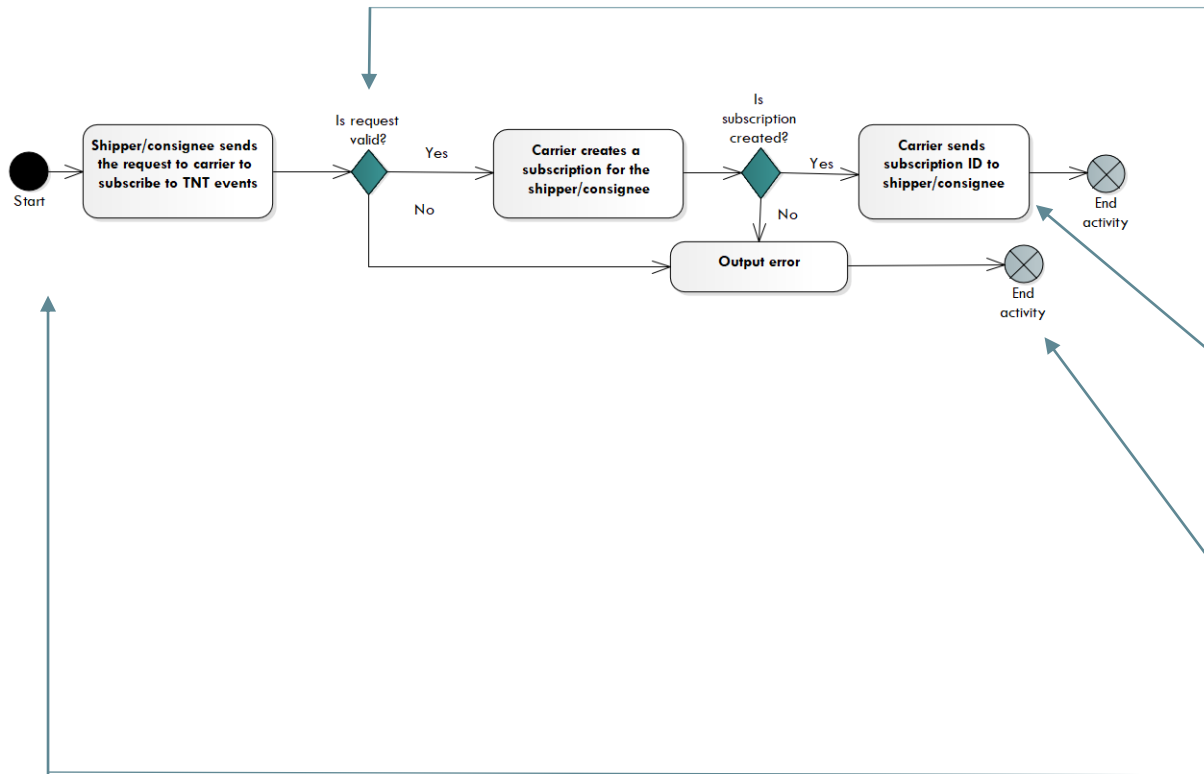 Start
Shipper/consignee sends
the request to carrier to
subscribe to TNT events
Is request
valid?
Yes
No
Carrier creates a
subscription for the
shipper/consignee
Is
subscription
created?
Yes
No
Carrier sends
subscription ID to
shipper/consignee
End
activity
Output error
End
activity